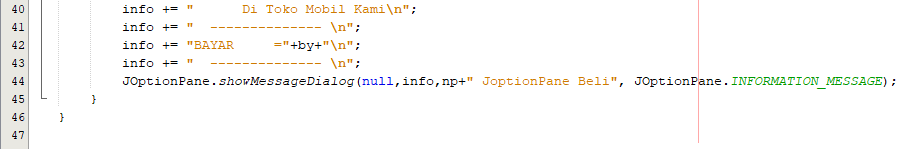 40 info += "      Di Toko Mobil Kami\n";
41 info += "  -------------- \n";
42 info += "BAYAR     ="+by+"\n";
43 info += "  -------------- \n";
44 JOptionPane.showMessageDialog(null,info,np+" JoptionPane Beli", JOptionPane.INFORMATION_MESSAGE);
45 }
46 }
47